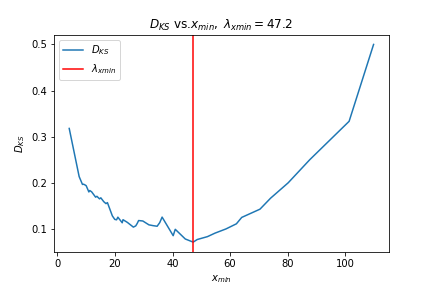 D_KS vs.x_min, λ_xmin = 47.2
D_KS
λ_xmin
0.5
0.4
0.3
0.2
0.1
D_KS
0 20 40 60 80 100
x_min